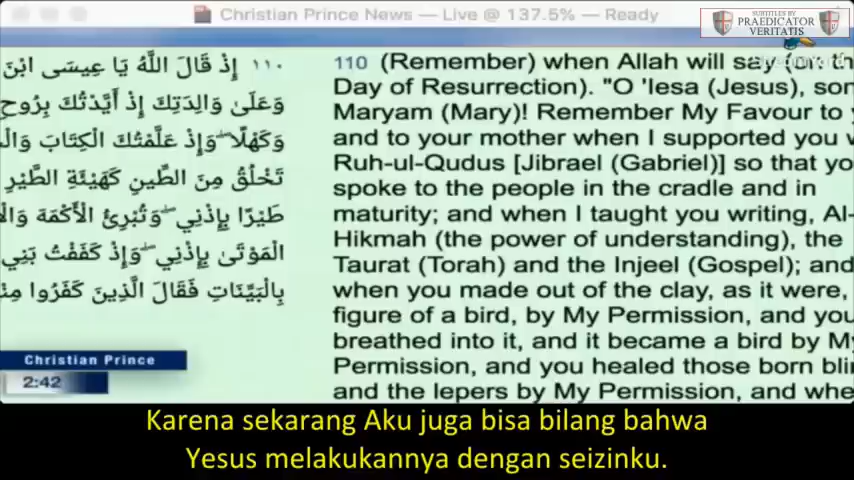 Christian Prince News — Live @ 137.5% — Ready
SUBTITLES BY
PRAEDICATOR
VERITATIS
١١٠ إِذْ قَالَ اللَّهُ يَا عِيسَى ابْنَ
وَعَلَىٰ وَالِدَتِكَ إِذْ أَيَّدْتُكَ بِرُوحِ
وَكَهْلًا ۖ وَإِذْ عَلَّمْتُكَ الْكِتَابَ
تَخْلُقُ مِنَ الطِّينِ كَهَيْئَةِ الطَّيْرِ
طَيْرًا بِإِذْنِي ۖ وَتُبْرِئُ الْأَكْمَهَ
الْمَوْتَىٰ بِإِذْنِي ۖ وَإِذْ كَفَفْتُ بَنِي
بِالْبَيِّنَاتِ فَقَالَ الَّذِينَ كَفَرُوا
110 (Remember) when Allah will say (on th
Day of Resurrection). "O 'Iesa (Jesus), son
Maryam (Mary)! Remember My Favour to
and to your mother when I supported you
Ruh-ul-Qudus [Jibrael (Gabriel)] so that yo
spoke to the people in the cradle and in
maturity; and when I taught you writing, Al-
Hikmah (the power of understanding), the
Taurat (Torah) and the Injeel (Gospel); and
when you made out of the clay, as it were,
figure of a bird, by My Permission, and you
breathed into it, and it became a bird by My
Permission, and you healed those born bli
and the lepers by My Permission, and whe
Christian Prince
2:42
Karena sekarang Aku juga bisa bilang bahwa
Yesus melakukannya dengan seizinku.